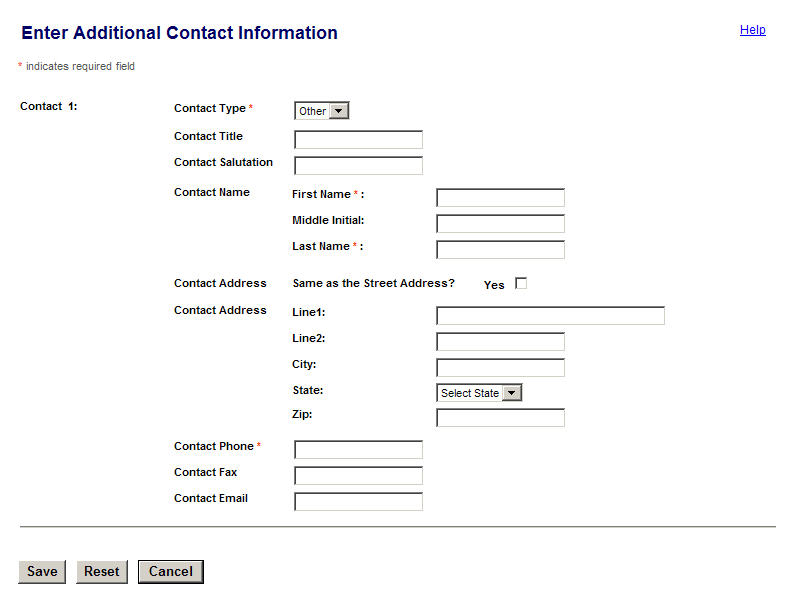 Enter Additional Contact Information
Help
* indicates required field
Contact 1:
Contact Type *
Other
Contact Title
Contact Salutation
Contact Name
First Name * :
Middle Initial:
Last Name * :
Contact Address
Same as the Street Address?
Yes
Contact Address
Line1:
Line2:
City:
State:
Select State
Zip:
Contact Phone *
Contact Fax
Contact Email
Save
Reset
Cancel